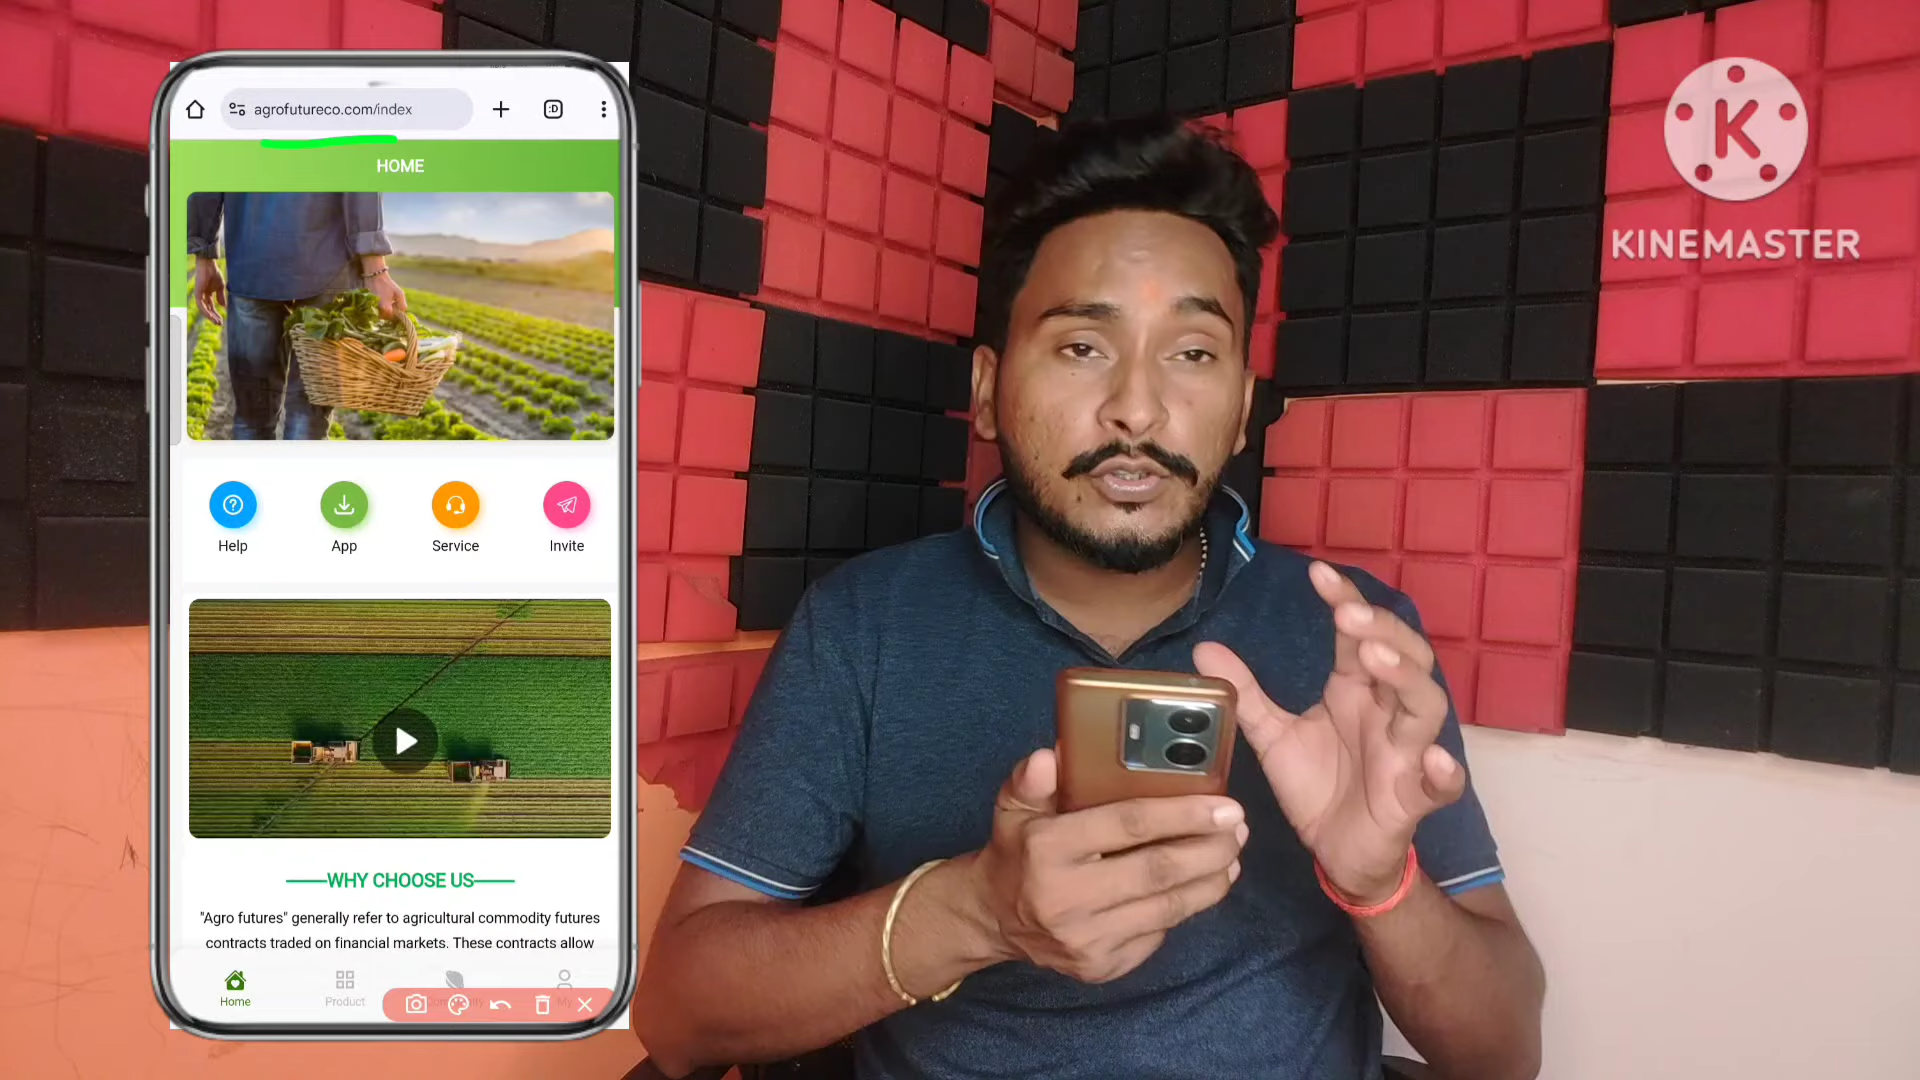 agrofutureco.com/index
HOME
Help
App
Service
Invite
WHY CHOOSE US
"Agro futures" generally refer to agricultural commodity futures
contracts traded on financial markets. These contracts allow
Home
Product
My
K
KINEMASTER